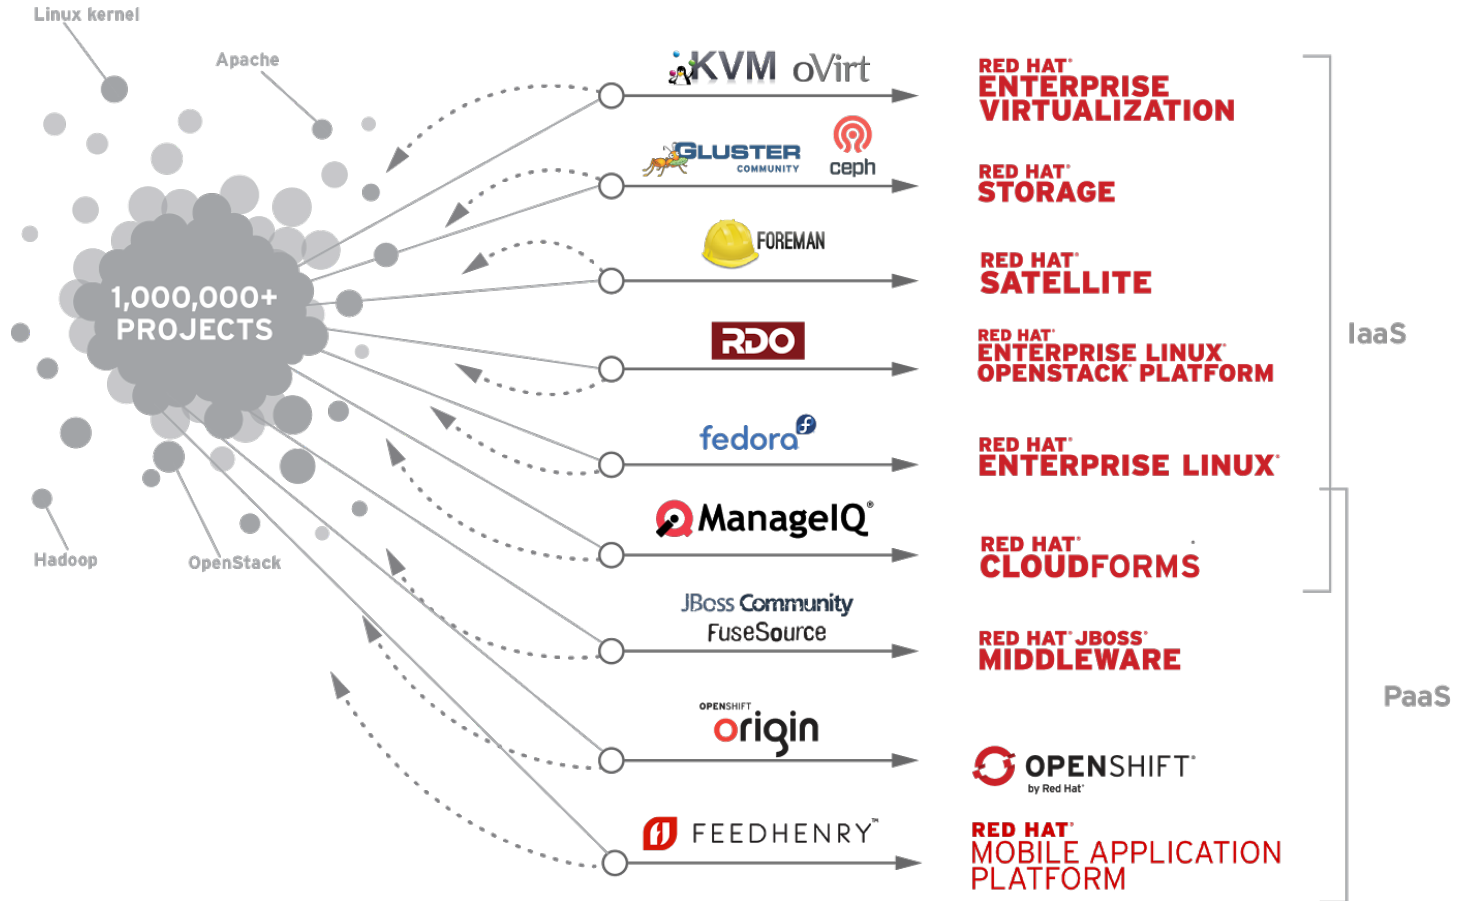 Linux kernel
Apache
1,000,000+
PROJECTS
Hadoop
OpenStack
KVM oVirt
RED HAT®
ENTERPRISE
VIRTUALIZATION
GLUSTER
COMMUNITY
ceph
RED HAT®
STORAGE
FOREMAN
RED HAT®
SATELLITE
RDO
RED HAT®
ENTERPRISE LINUX®
OPENSTACK® PLATFORM
fedora
RED HAT®
ENTERPRISE LINUX®
IaaS
ManageIQ®
RED HAT®
CLOUDFORMS
JBoss Community
FuseSource
RED HAT® JBOSS®
MIDDLEWARE
OPENSHIFT
origin
OPENSHIFT®
by Red Hat®
PaaS
FEEDHENRY™
RED HAT®
MOBILE APPLICATION
PLATFORM